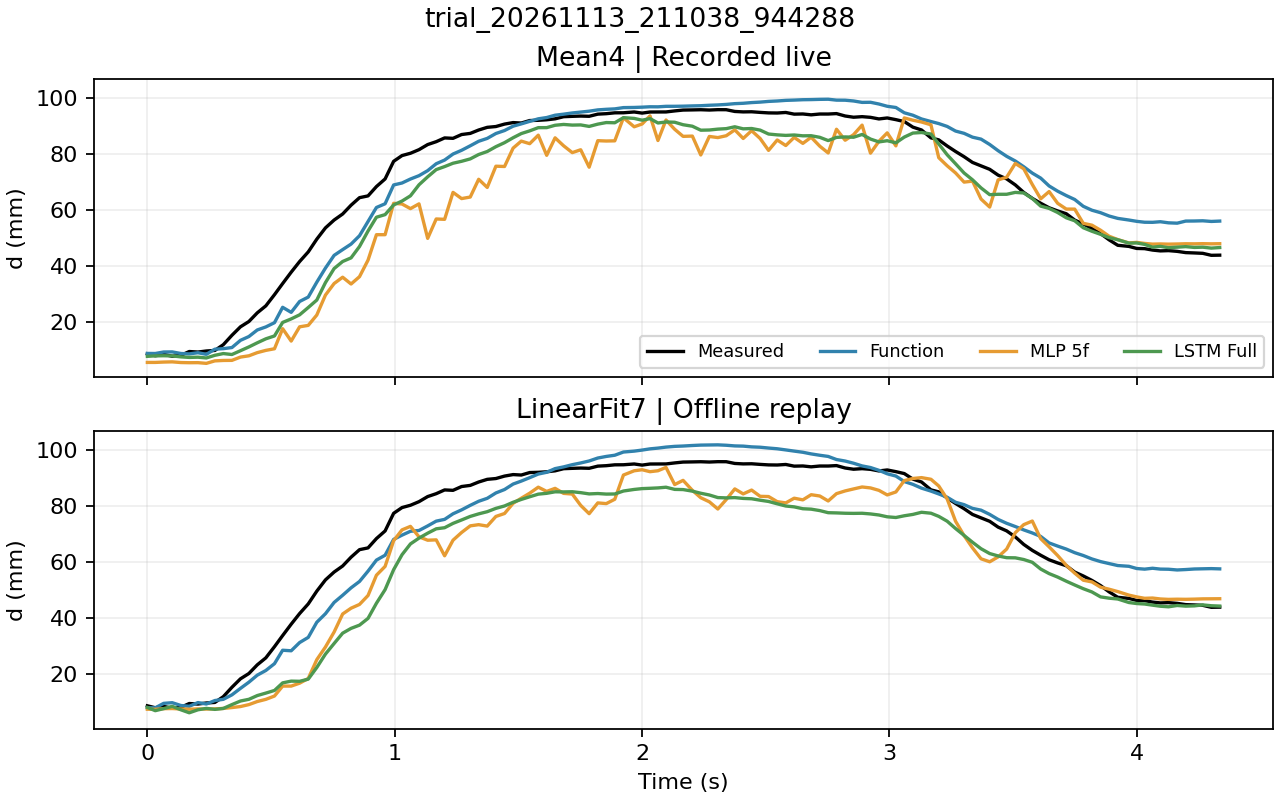 trial_20261113_211038_944288
Mean4 | Recorded live
100
80
60
40
20
d (mm)
Measured Function MLP 5f LSTM Full
LinearFit7 | Offline replay
100
80
60
40
20
d (mm)
0 1 2 3 4
Time (s)